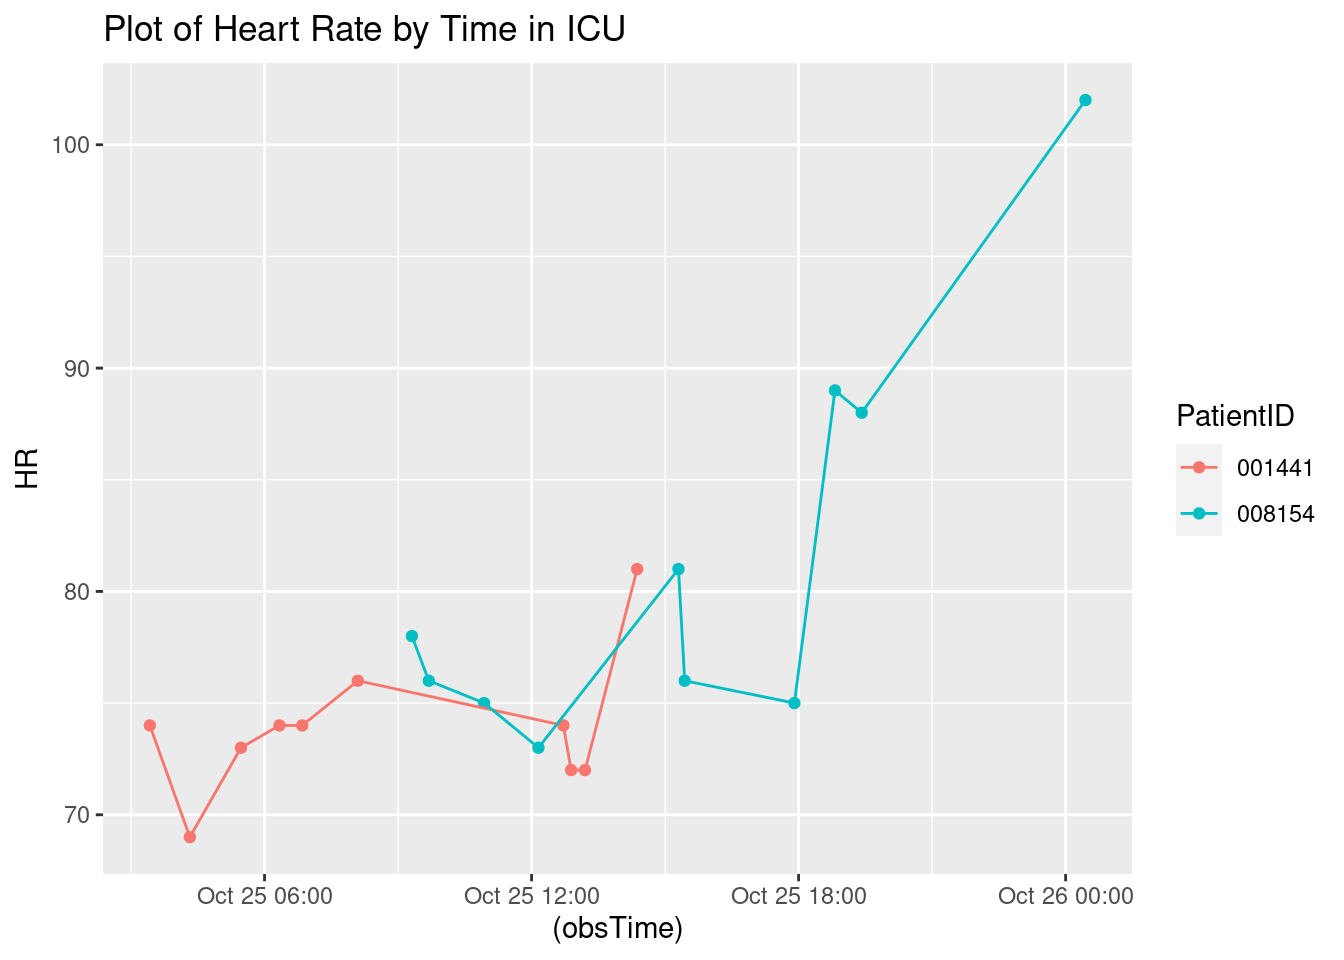 Plot of Heart Rate by Time in ICU
100
90
80
70
HR
Oct 25 06:00
Oct 25 12:00
Oct 25 18:00
Oct 26 00:00
(obsTime)
PatientID
001441
008154